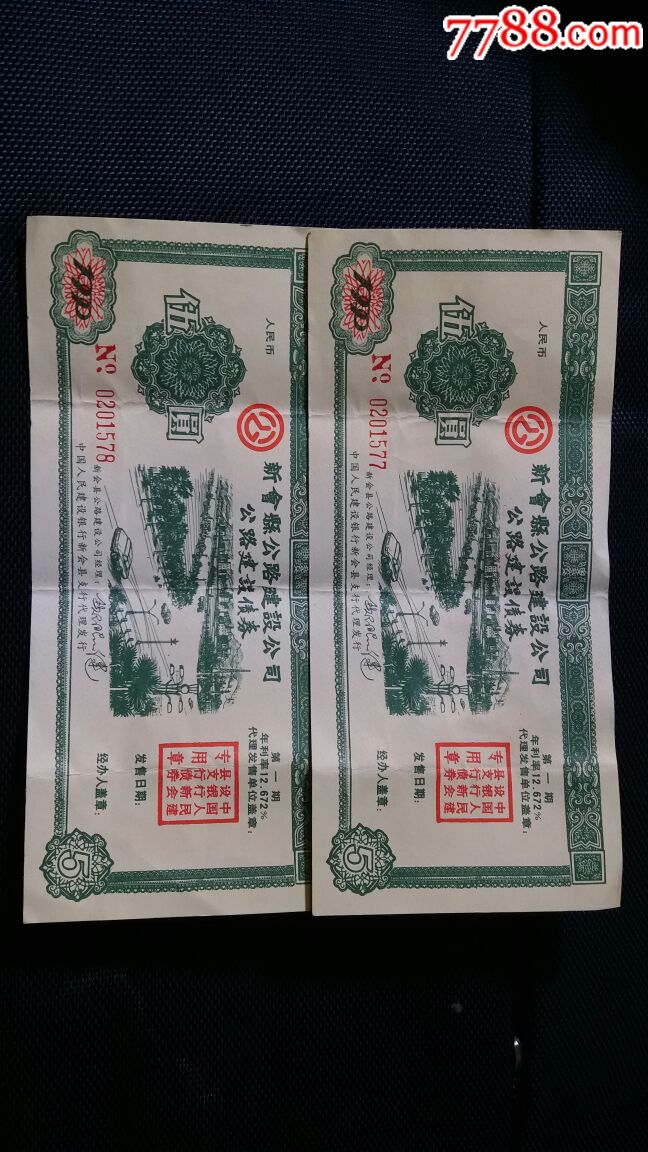 7788.com
人民币
伍
圆
№ 0201578
新會縣公路建設公司
公路建設债券
新会县公路建设公司经理:
中国人民建设银行新会县支行代理发行
第一期
年利率12.672%
代理发售单位盖章:
中国人民建
设银行新会
县支行债券
专用章
发售日期:
经办人盖章:
5
人民币
伍
圆
№ 0201577
新會縣公路建設公司
公路建設债券
新会县公路建设公司经理:
中国人民建设银行新会县支行代理发行
第一期
年利率12.672%
代理发售单位盖章:
中国人民建
设银行新会
县支行债券
专用章
发售日期:
经办人盖章:
5